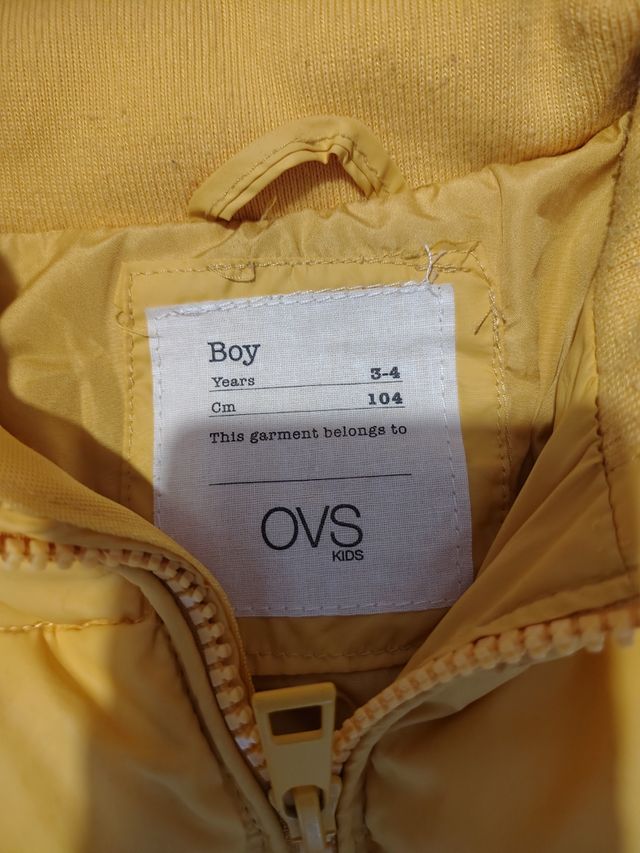 Boy
Years 3-4
Cm 104
This garment belongs to
OVS
KIDS